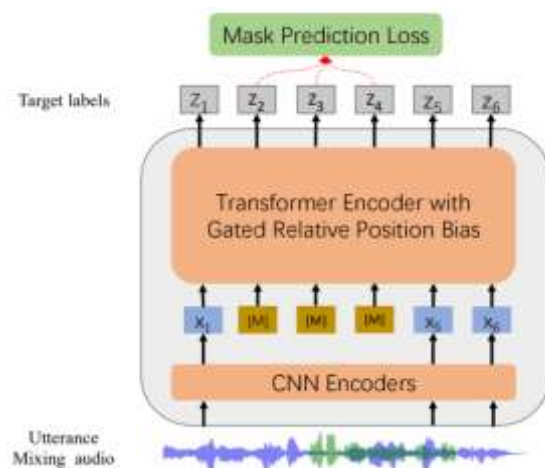 Mask Prediction Loss
Target labels
Z1 Z2 Z3 Z4 Z5 Z6
Transformer Encoder with
Gated Relative Position Bias
X1 [M] [M] [M] X5 X6
CNN Encoders
Utterance
Mixing audio